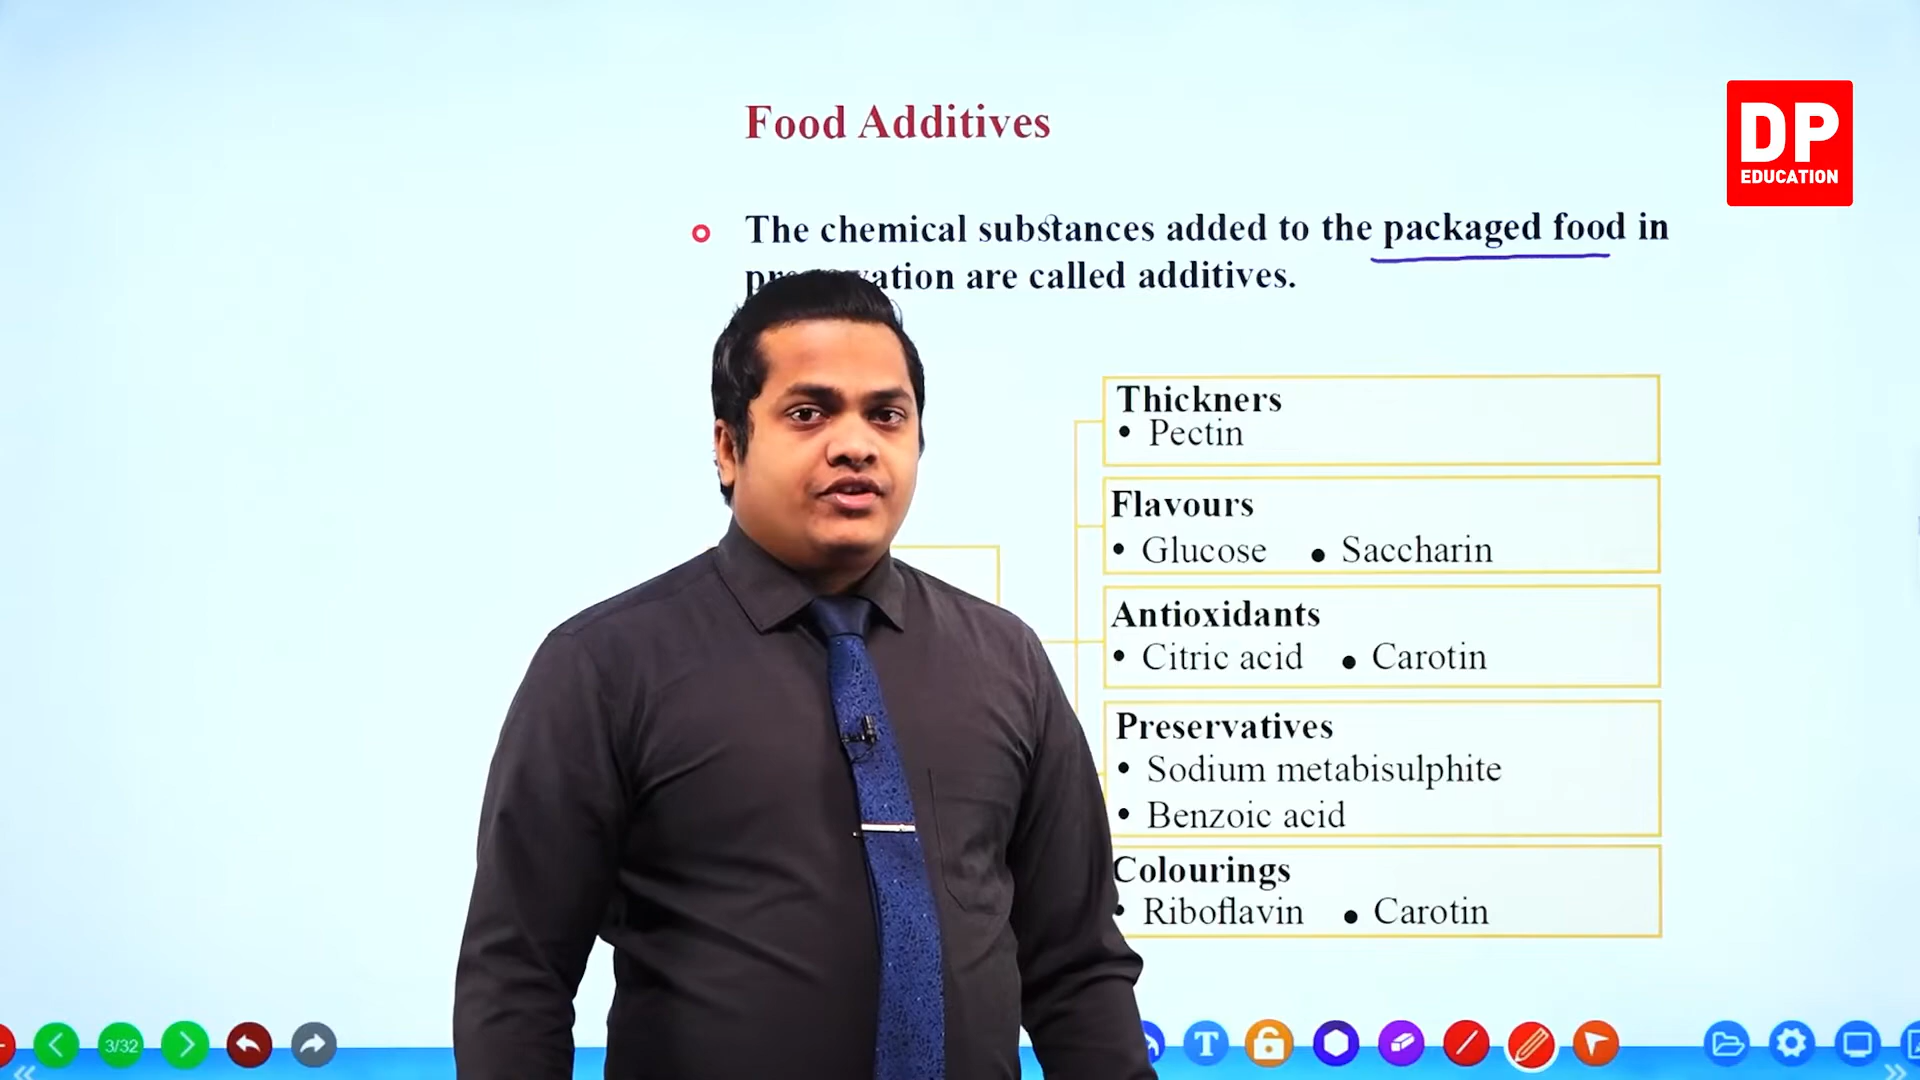 Food Additives
DP
EDUCATION
The chemical substances added to the packaged food in
are called additives.
Thickners
• Pectin
Flavours
• Glucose • Saccharin
Antioxidants
• Citric acid • Carotin
Preservatives
• Sodium metabisulphite
• Benzoic acid
Colourings
• Riboflavin • Carotin
3/32
T